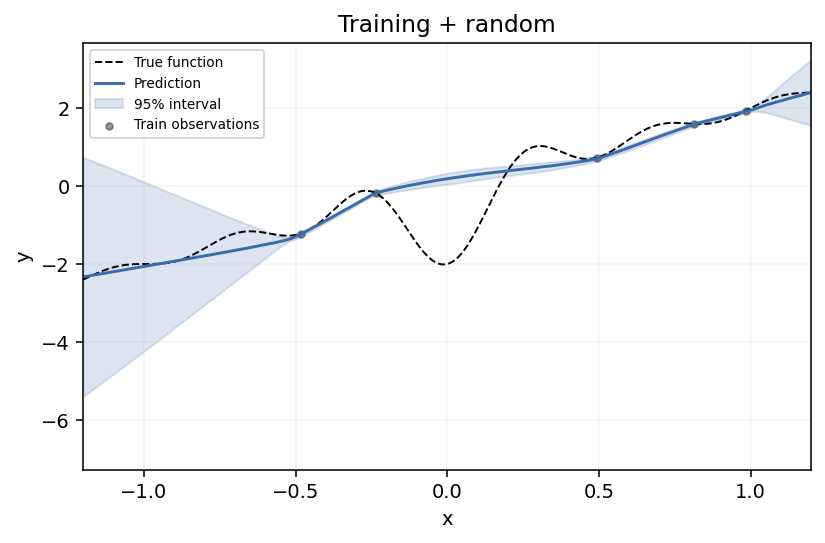 Training + random
True function
Prediction
95% interval
Train observations
y
2
0
−2
−4
−6
−1.0 −0.5 0.0 0.5 1.0
x